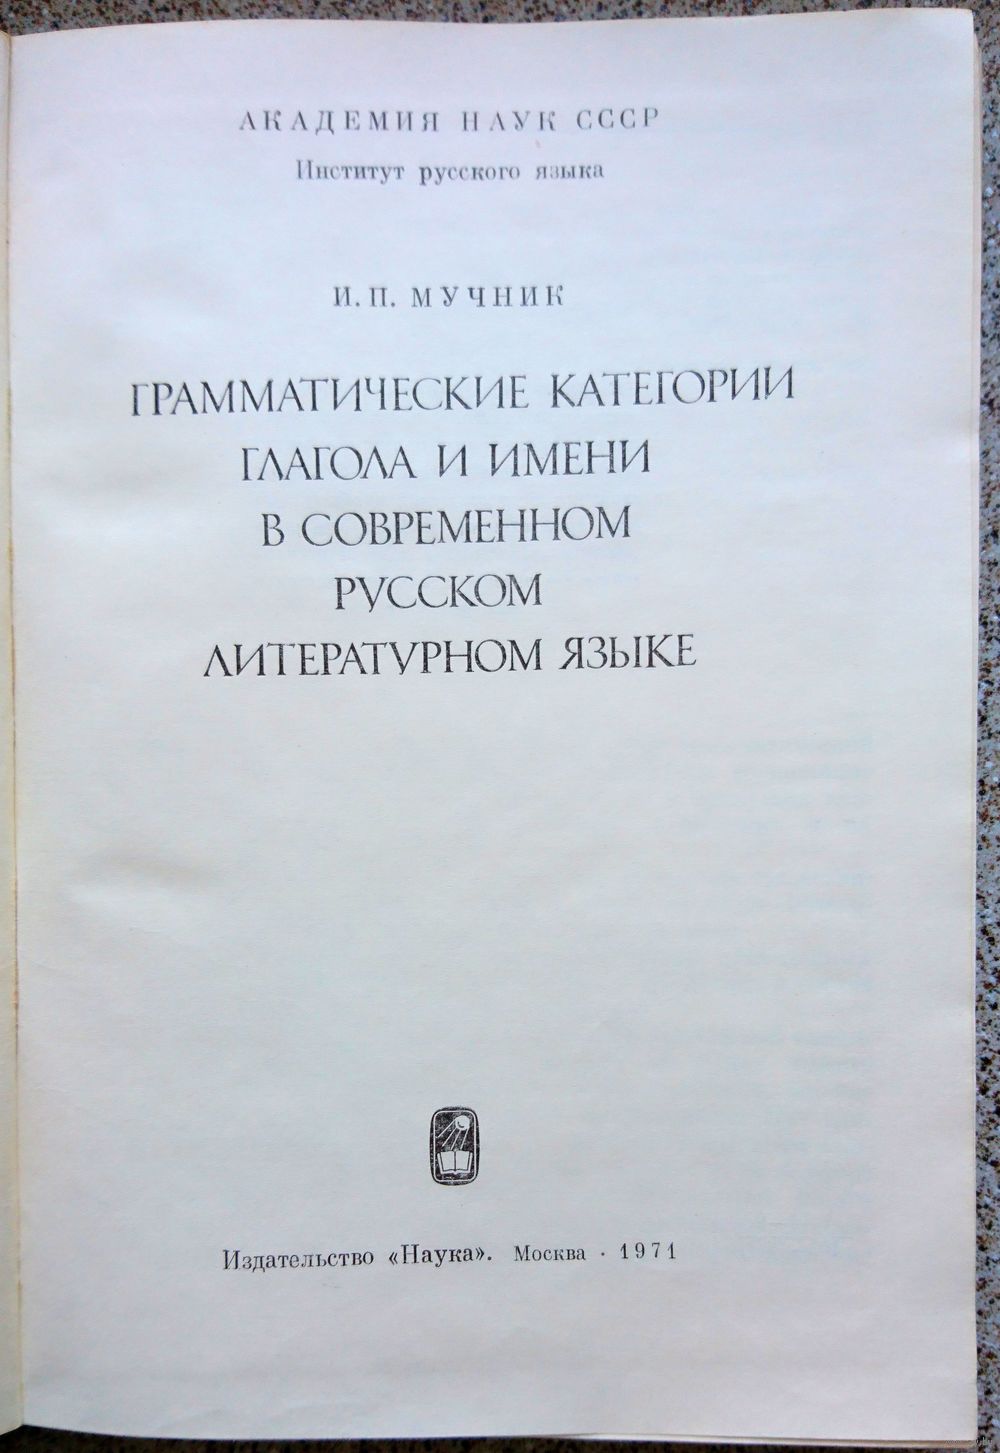 АКАДЕМИЯ НАУК СССР
Институт русского языка
И. П. МУЧНИК
ГРАММАТИЧЕСКИЕ КАТЕГОРИИ
ГЛАГОЛА И ИМЕНИ
В СОВРЕМЕННОМ
РУССКОМ
ЛИТЕРАТУРНОМ ЯЗЫКЕ
Издательство «Наука». Москва · 1971